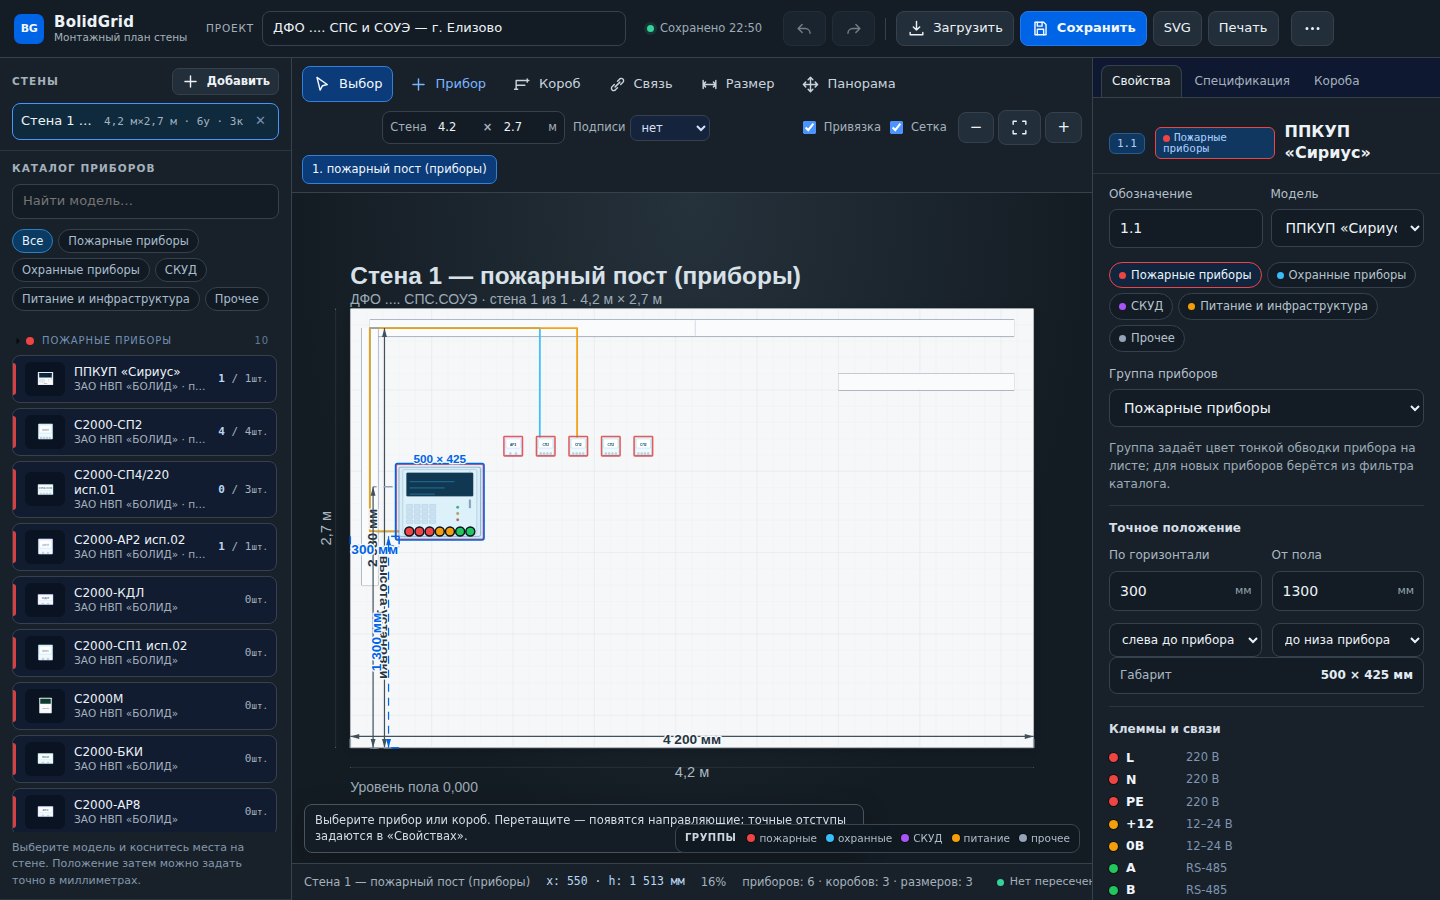 BG
BolidGrid
Монтажный план стены
ПРОЕКТ
ДФО .... СПС и СОУЭ — г. Елизово
Сохранено 22:50
Загрузить
Сохранить
SVG
Печать
СТЕНЫ
Добавить
Стена 1 ... 4,2 м×2,7 м · 6у · 3к ×
КАТАЛОГ ПРИБОРОВ
Найти модель...
Все
Пожарные приборы
Охранные приборы
СКУД
Питание и инфраструктура
Прочее
ПОЖАРНЫЕ ПРИБОРЫ 10
ППКУП «Сириус»
ЗАО НВП «БОЛИД» · п... 1 / 1шт.
С2000-СП2
ЗАО НВП «БОЛИД» · п... 4 / 4шт.
С2000-СП4/220 исп.01
ЗАО НВП «БОЛИД» · п... 0 / 3шт.
С2000-АР2 исп.02
ЗАО НВП «БОЛИД» · п... 1 / 1шт.
С2000-КДЛ
ЗАО НВП «БОЛИД» 0шт.
С2000-СП1 исп.02
ЗАО НВП «БОЛИД» 0шт.
С2000М
ЗАО НВП «БОЛИД» 0шт.
С2000-БКИ
ЗАО НВП «БОЛИД» 0шт.
С2000-АР8
ЗАО НВП «БОЛИД» 0шт.
Выберите модель и коснитесь места на
стене. Положение затем можно задать
точно в миллиметрах.
Выбор
Прибор
Короб
Связь
Размер
Панорама
Стена 4.2 × 2.7 м
Подписи нет
Привязка
Сетка
1. пожарный пост (приборы)
Стена 1 — пожарный пост (приборы)
ДФО .... СПС.СОУЭ · стена 1 из 1 · 4,2 м × 2,7 м
500 × 425
300 мм
1 300 мм
высота установки
2,7 м
4 200 мм
4,2 м
Уровень пола 0,000
Выберите прибор или короб. Перетащите — появятся направляющие; точные отступы
задаются в «Свойствах».
ГРУППЫ пожарные охранные СКУД питание прочее
Стена 1 — пожарный пост (приборы) x: 550 · h: 1 513 мм 16% приборов: 6 · коробов: 3 · размеров: 3 Нет пересечен
Свойства
Спецификация
Короба
1.1
Пожарные
приборы
ППКУП
«Сириус»
Обозначение
Модель
1.1
ППКУП «Сириус
Пожарные приборы
Охранные приборы
СКУД
Питание и инфраструктура
Прочее
Группа приборов
Пожарные приборы
Группа задаёт цвет тонкой обводки прибора на
листе; для новых приборов берётся из фильтра
каталога.
Точное положение
По горизонтали
От пола
300 мм
1300 мм
слева до прибора
до низа прибора
Габарит 500 × 425 мм
Клеммы и связи
L 220 В
N 220 В
PE 220 В
+12 12–24 В
0В 12–24 В
A RS-485
B RS-485